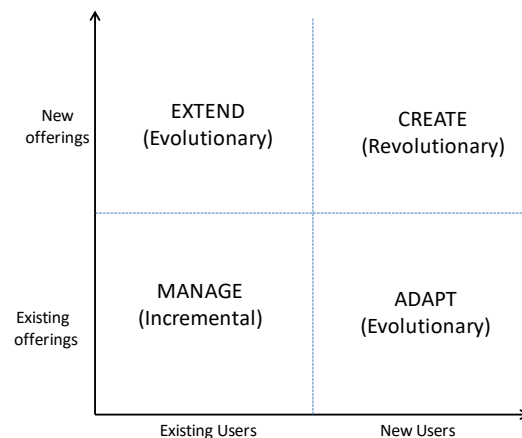 New
offerings
EXTEND
(Evolutionary)
CREATE
(Revolutionary)
Existing
offerings
MANAGE
(Incremental)
ADAPT
(Evolutionary)
Existing Users
New Users